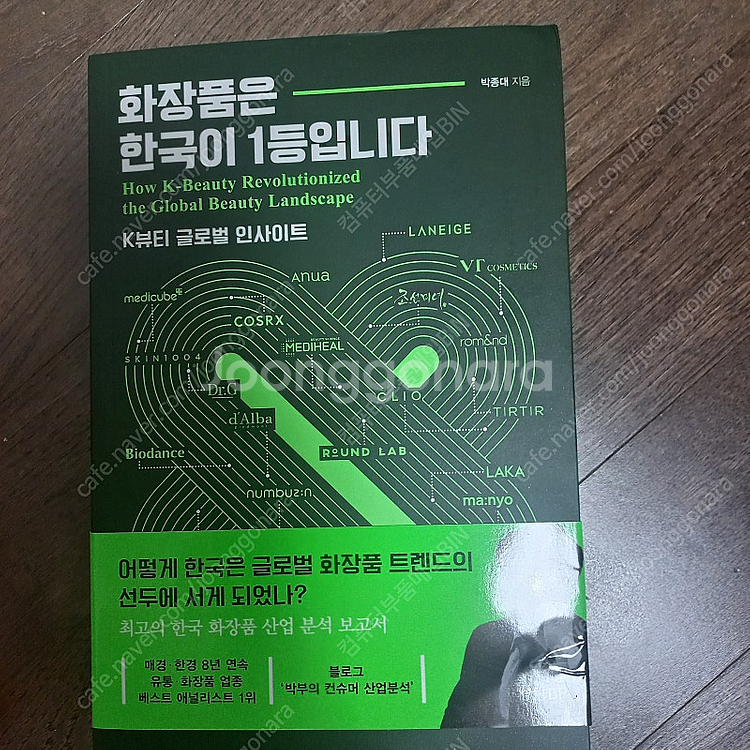 화장품은
한국이 1등입니다
박종대 지음
How K-Beauty Revolutionized
the Global Beauty Landscape
K뷰티 글로벌 인사이트
LANEIGE
VT COSMETICS
Anua
medicube
조선미녀
COSRX
MEDIHEAL
rom&nd
SKIN1004
Dr.G
CLIO
TIRTIR
d'Alba
ROUND LAB
Biodance
LAKA
numbuz:n
ma:nyo
어떻게 한국은 글로벌 화장품 트렌드의
선두에 서게 되었나?
최고의 한국 화장품 산업 분석 보고서
매경·한경 8년 연속
유통·화장품 업종
베스트 애널리스트 1위
블로그
'박부의 컨슈머 산업분석'
Joonggonara
cafe.naver.com/joonggonara